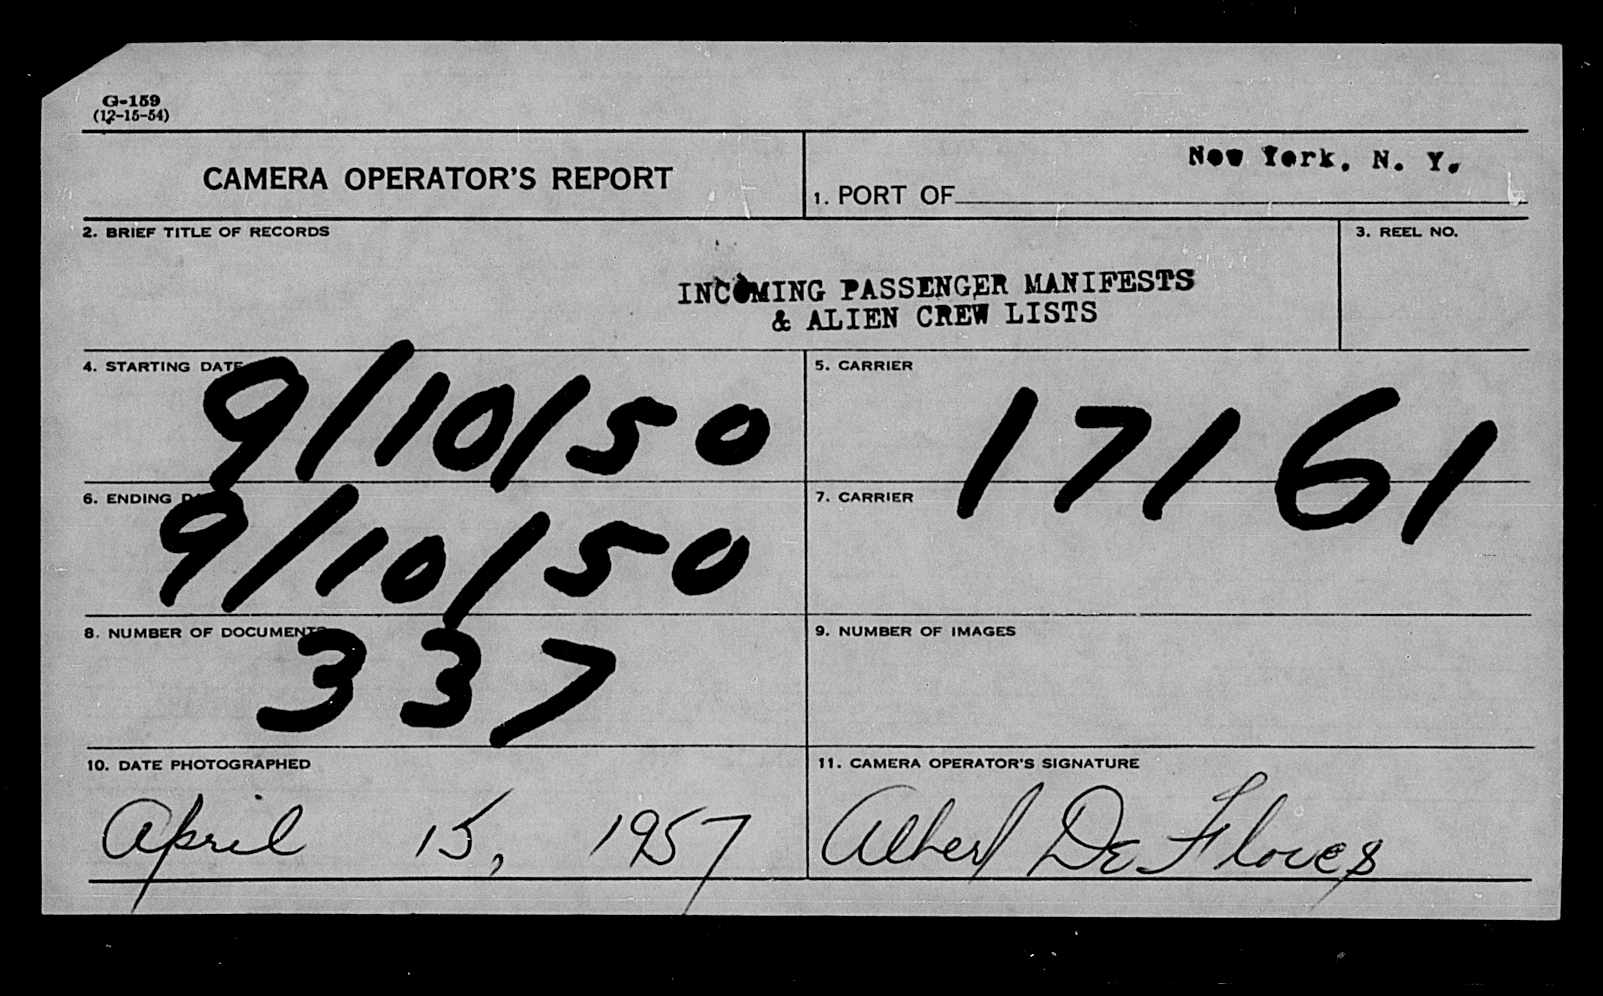 G-159
(12-15-54)
CAMERA OPERATOR'S REPORT
1. PORT OF New York, N. Y.
2. BRIEF TITLE OF RECORDS
3. REEL NO.
INCOMING PASSENGER MANIFESTS
& ALIEN CREW LISTS
4. STARTING DATE
9/10/50
5. CARRIER
17161
6. ENDING DATE
9/10/50
7. CARRIER
8. NUMBER OF DOCUMENTS
337
9. NUMBER OF IMAGES
10. DATE PHOTOGRAPHED
April 15, 1957
11. CAMERA OPERATOR'S SIGNATURE
Albert De Flores